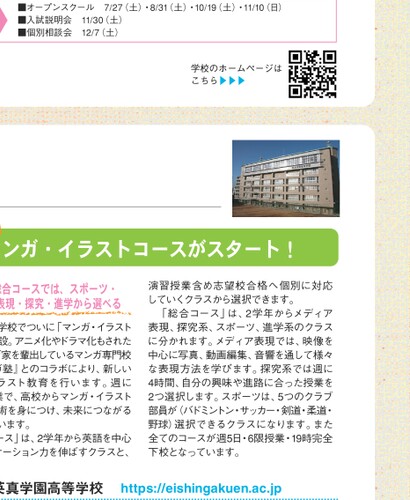 ■オープンスクール 7/27（土）・8/31（土）・10/19（土）・11/10（日）
■入試説明会 11/30（土）
■個別相談会 12/7（土）
学校のホームページは
こちら▶▶▶
ンガ・イラストコースがスタート！
合コースでは、スポーツ・
表現・探究・進学から選べる
学校でついに「マンガ・イラスト
設。アニメ化やドラマ化もされた
家を輩出しているマンガ専門校
塾』とのコラボにより、新しい
ラスト教育を行います。週に
で、高校からマンガ・イラスト
術を身につけ、未来につながる
います。
ース」は、2学年から英語を中心
ケーション力を伸ばすクラスと、
演習授業含め志望校合格へ個別に対応
していくクラスから選択できます。
「総合コース」は、2学年からメディア
表現、探究系、スポーツ、進学系のクラス
に分かれます。メディア表現では、映像を
中心に写真、動画編集、音響を通して様々
な表現方法を学びます。探究系では週に
4時間、自分の興味や進路に合った授業を
2つ選択します。スポーツは、5つのクラブ
部員が（バドミントン・サッカー・剣道・柔道・
野球）選択できるクラスになります。また
全てのコースが週5日・6限授業・19時完全
下校となっています。
英真学園高等学校 https://eishingakuen.ac.jp